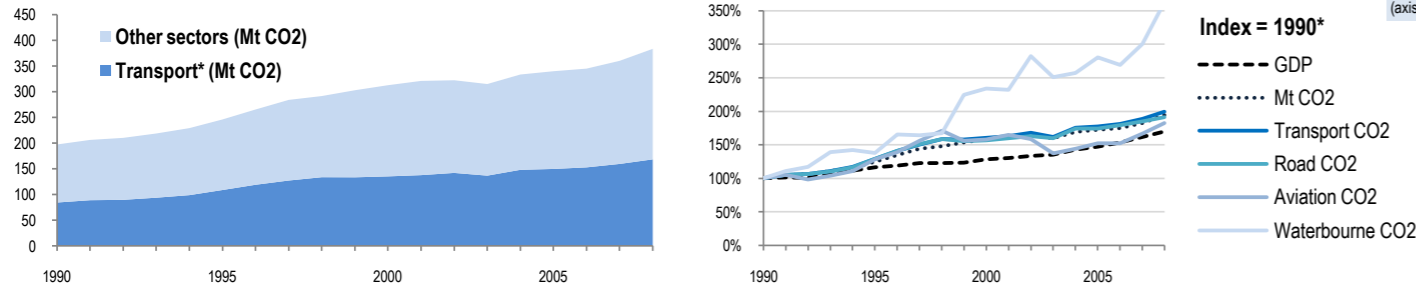 450
400
350
300
250
200
150
100
50
0
Other sectors (Mt CO2)
Transport* (Mt CO2)
1990
1995
2000
2005
350%
300%
250%
200%
150%
100%
50%
0%
1990
1995
2000
2005
(axis
Index = 1990*
GDP
Mt CO2
Transport CO2
Road CO2
Aviation CO2
Waterbourne CO2